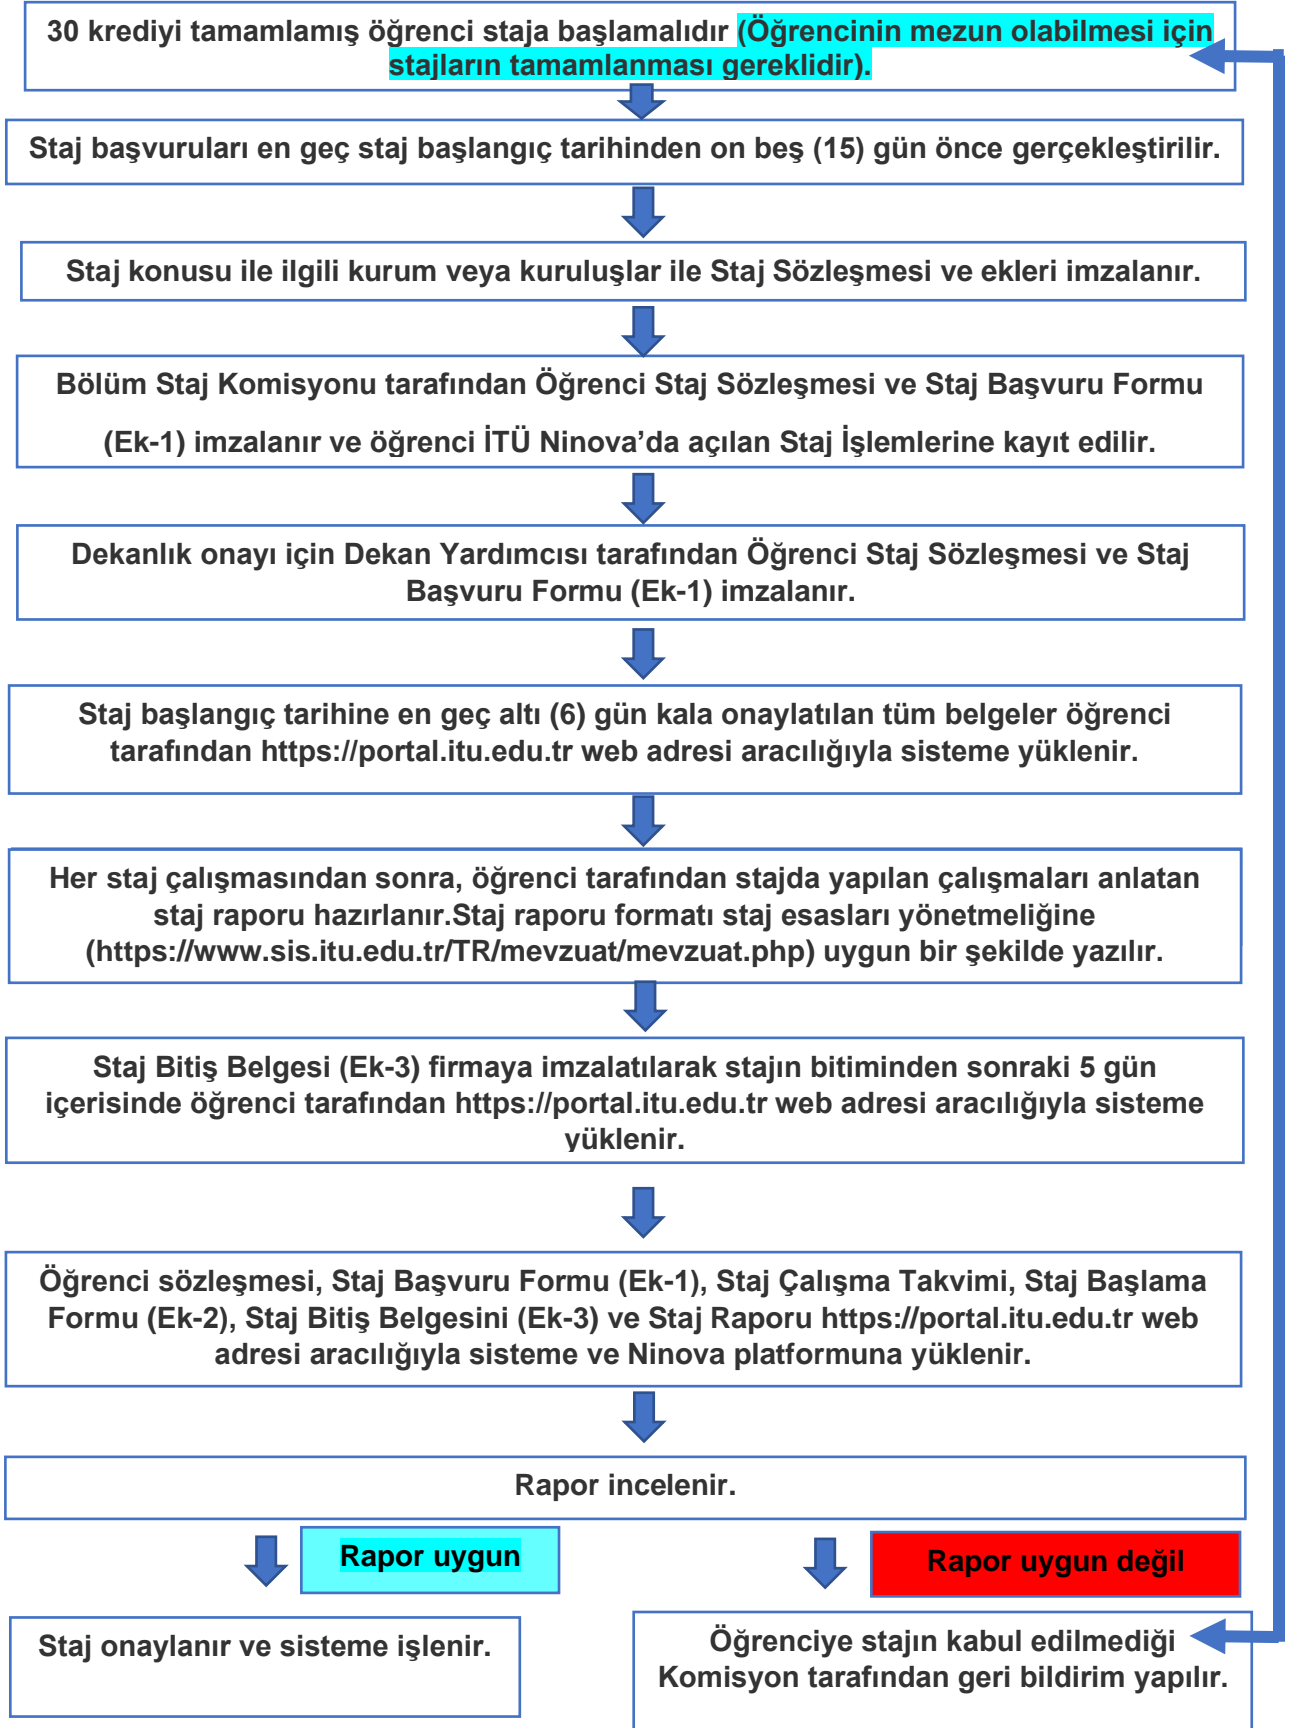 30 krediyi tamamlamış öğrenci staja başlamalıdır (Öğrencinin mezun olabilmesi için
stajların tamamlanması gereklidir).
Staj başvuruları en geç staj başlangıç tarihinden on beş (15) gün önce gerçekleştirilir.
Staj konusu ile ilgili kurum veya kuruluşlar ile Staj Sözleşmesi ve ekleri imzalanır.
Bölüm Staj Komisyonu tarafından Öğrenci Staj Sözleşmesi ve Staj Başvuru Formu
(Ek-1) imzalanır ve öğrenci İTÜ Ninova’da açılan Staj İşlemlerine kayıt edilir.
Dekanlık onayı için Dekan Yardımcısı tarafından Öğrenci Staj Sözleşmesi ve Staj
Başvuru Formu (Ek-1) imzalanır.
Staj başlangıç tarihine en geç altı (6) gün kala onaylatılan tüm belgeler öğrenci
tarafından https://portal.itu.edu.tr web adresi aracılığıyla sisteme yüklenir.
Her staj çalışmasından sonra, öğrenci tarafından stajda yapılan çalışmaları anlatan
staj raporu hazırlanır.Staj raporu formatı staj esasları yönetmeliğine
(https://www.sis.itu.edu.tr/TR/mevzuat/mevzuat.php) uygun bir şekilde yazılır.
Staj Bitiş Belgesi (Ek-3) firmaya imzalatılarak stajın bitiminden sonraki 5 gün
içerisinde öğrenci tarafından https://portal.itu.edu.tr web adresi aracılığıyla sisteme
yüklenir.
Öğrenci sözleşmesi, Staj Başvuru Formu (Ek-1), Staj Çalışma Takvimi, Staj Başlama
Formu (Ek-2), Staj Bitiş Belgesini (Ek-3) ve Staj Raporu https://portal.itu.edu.tr web
adresi aracılığıyla sisteme ve Ninova platformuna yüklenir.
Rapor incelenir.
Rapor uygun
Rapor uygun değil
Staj onaylanır ve sisteme işlenir.
Öğrenciye stajın kabul edilmediği
Komisyon tarafından geri bildirim yapılır.